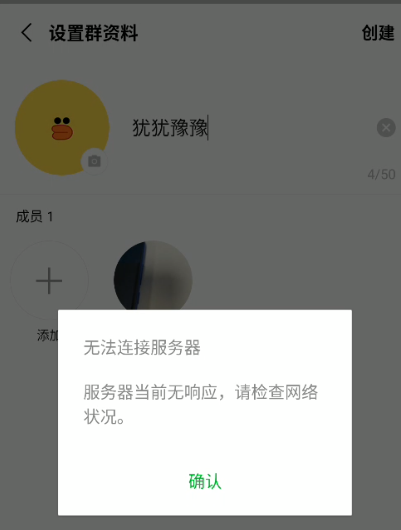 设置群资料 创建
犹犹豫豫
4/50
成员 1
添加
无法连接服务器
服务器当前无响应，请检查网络
状况。
确认